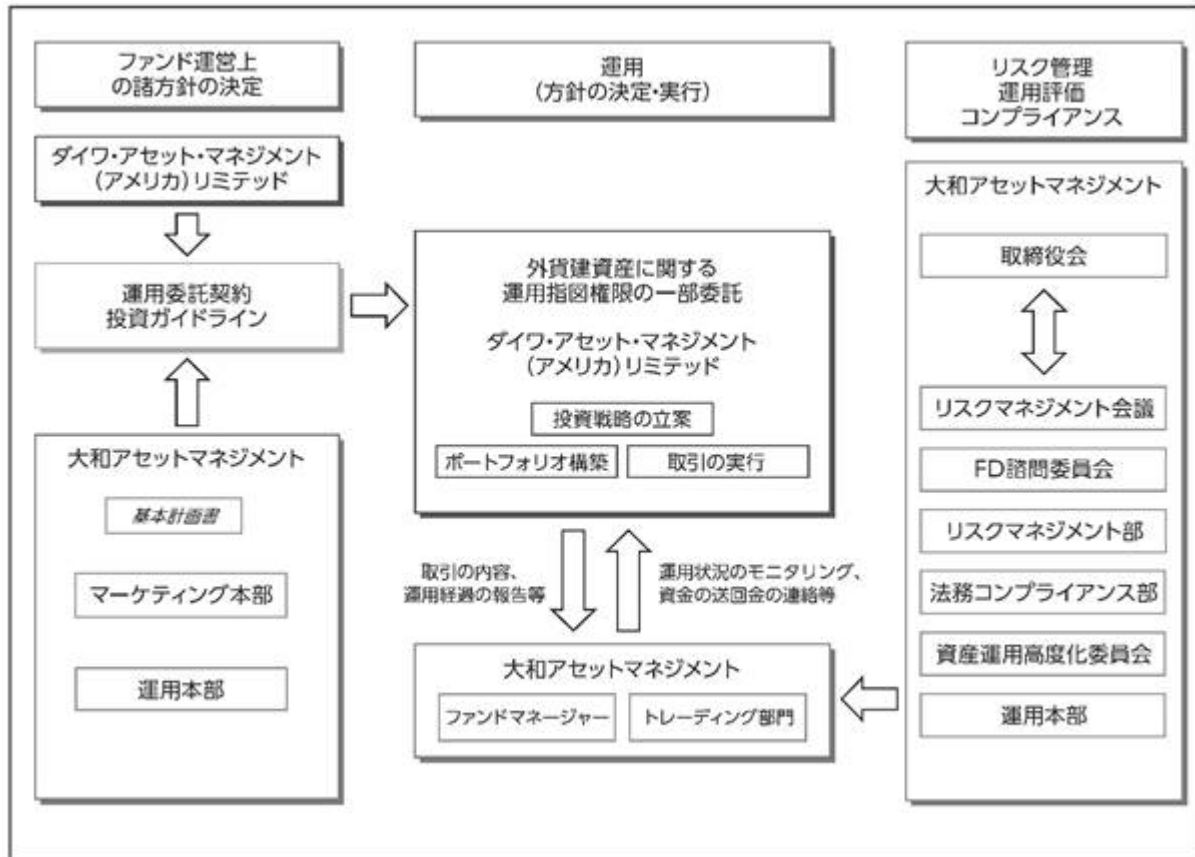 ファンド運営上
の諸方針の決定
ダイワ・アセット・マネジメント
(アメリカ)リミテッド
運用委託契約
投資ガイドライン
大和アセットマネジメント
基本計画書
マーケティング本部
運用本部
運用
(方針の決定・実行)
外貨建資産に関する
運用指図権限の一部委託
ダイワ・アセット・マネジメント
(アメリカ)リミテッド
投資戦略の立案
ポートフォリオ構築
取引の実行
取引の内容、
運用経過の報告等
運用状況のモニタリング、
資金の送回金の連絡等
大和アセットマネジメント
ファンドマネージャー
トレーディング部門
リスク管理
運用評価
コンプライアンス
大和アセットマネジメント
取締役会
リスクマネジメント会議
FD諮問委員会
リスクマネジメント部
法務コンプライアンス部
資産運用高度化委員会
運用本部